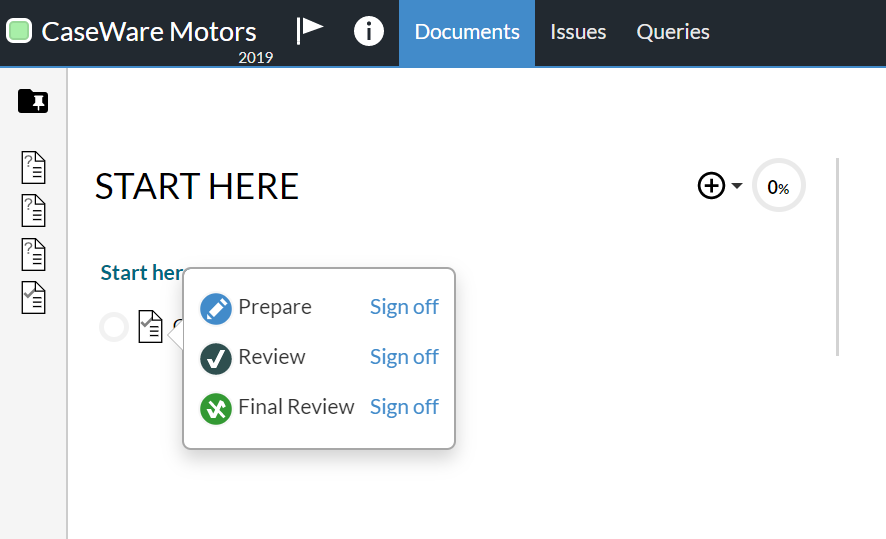 CaseWare Motors
2019
Documents
Issues
Queries
START HERE
0%
Start her
Prepare Sign off
Review Sign off
Final Review Sign off